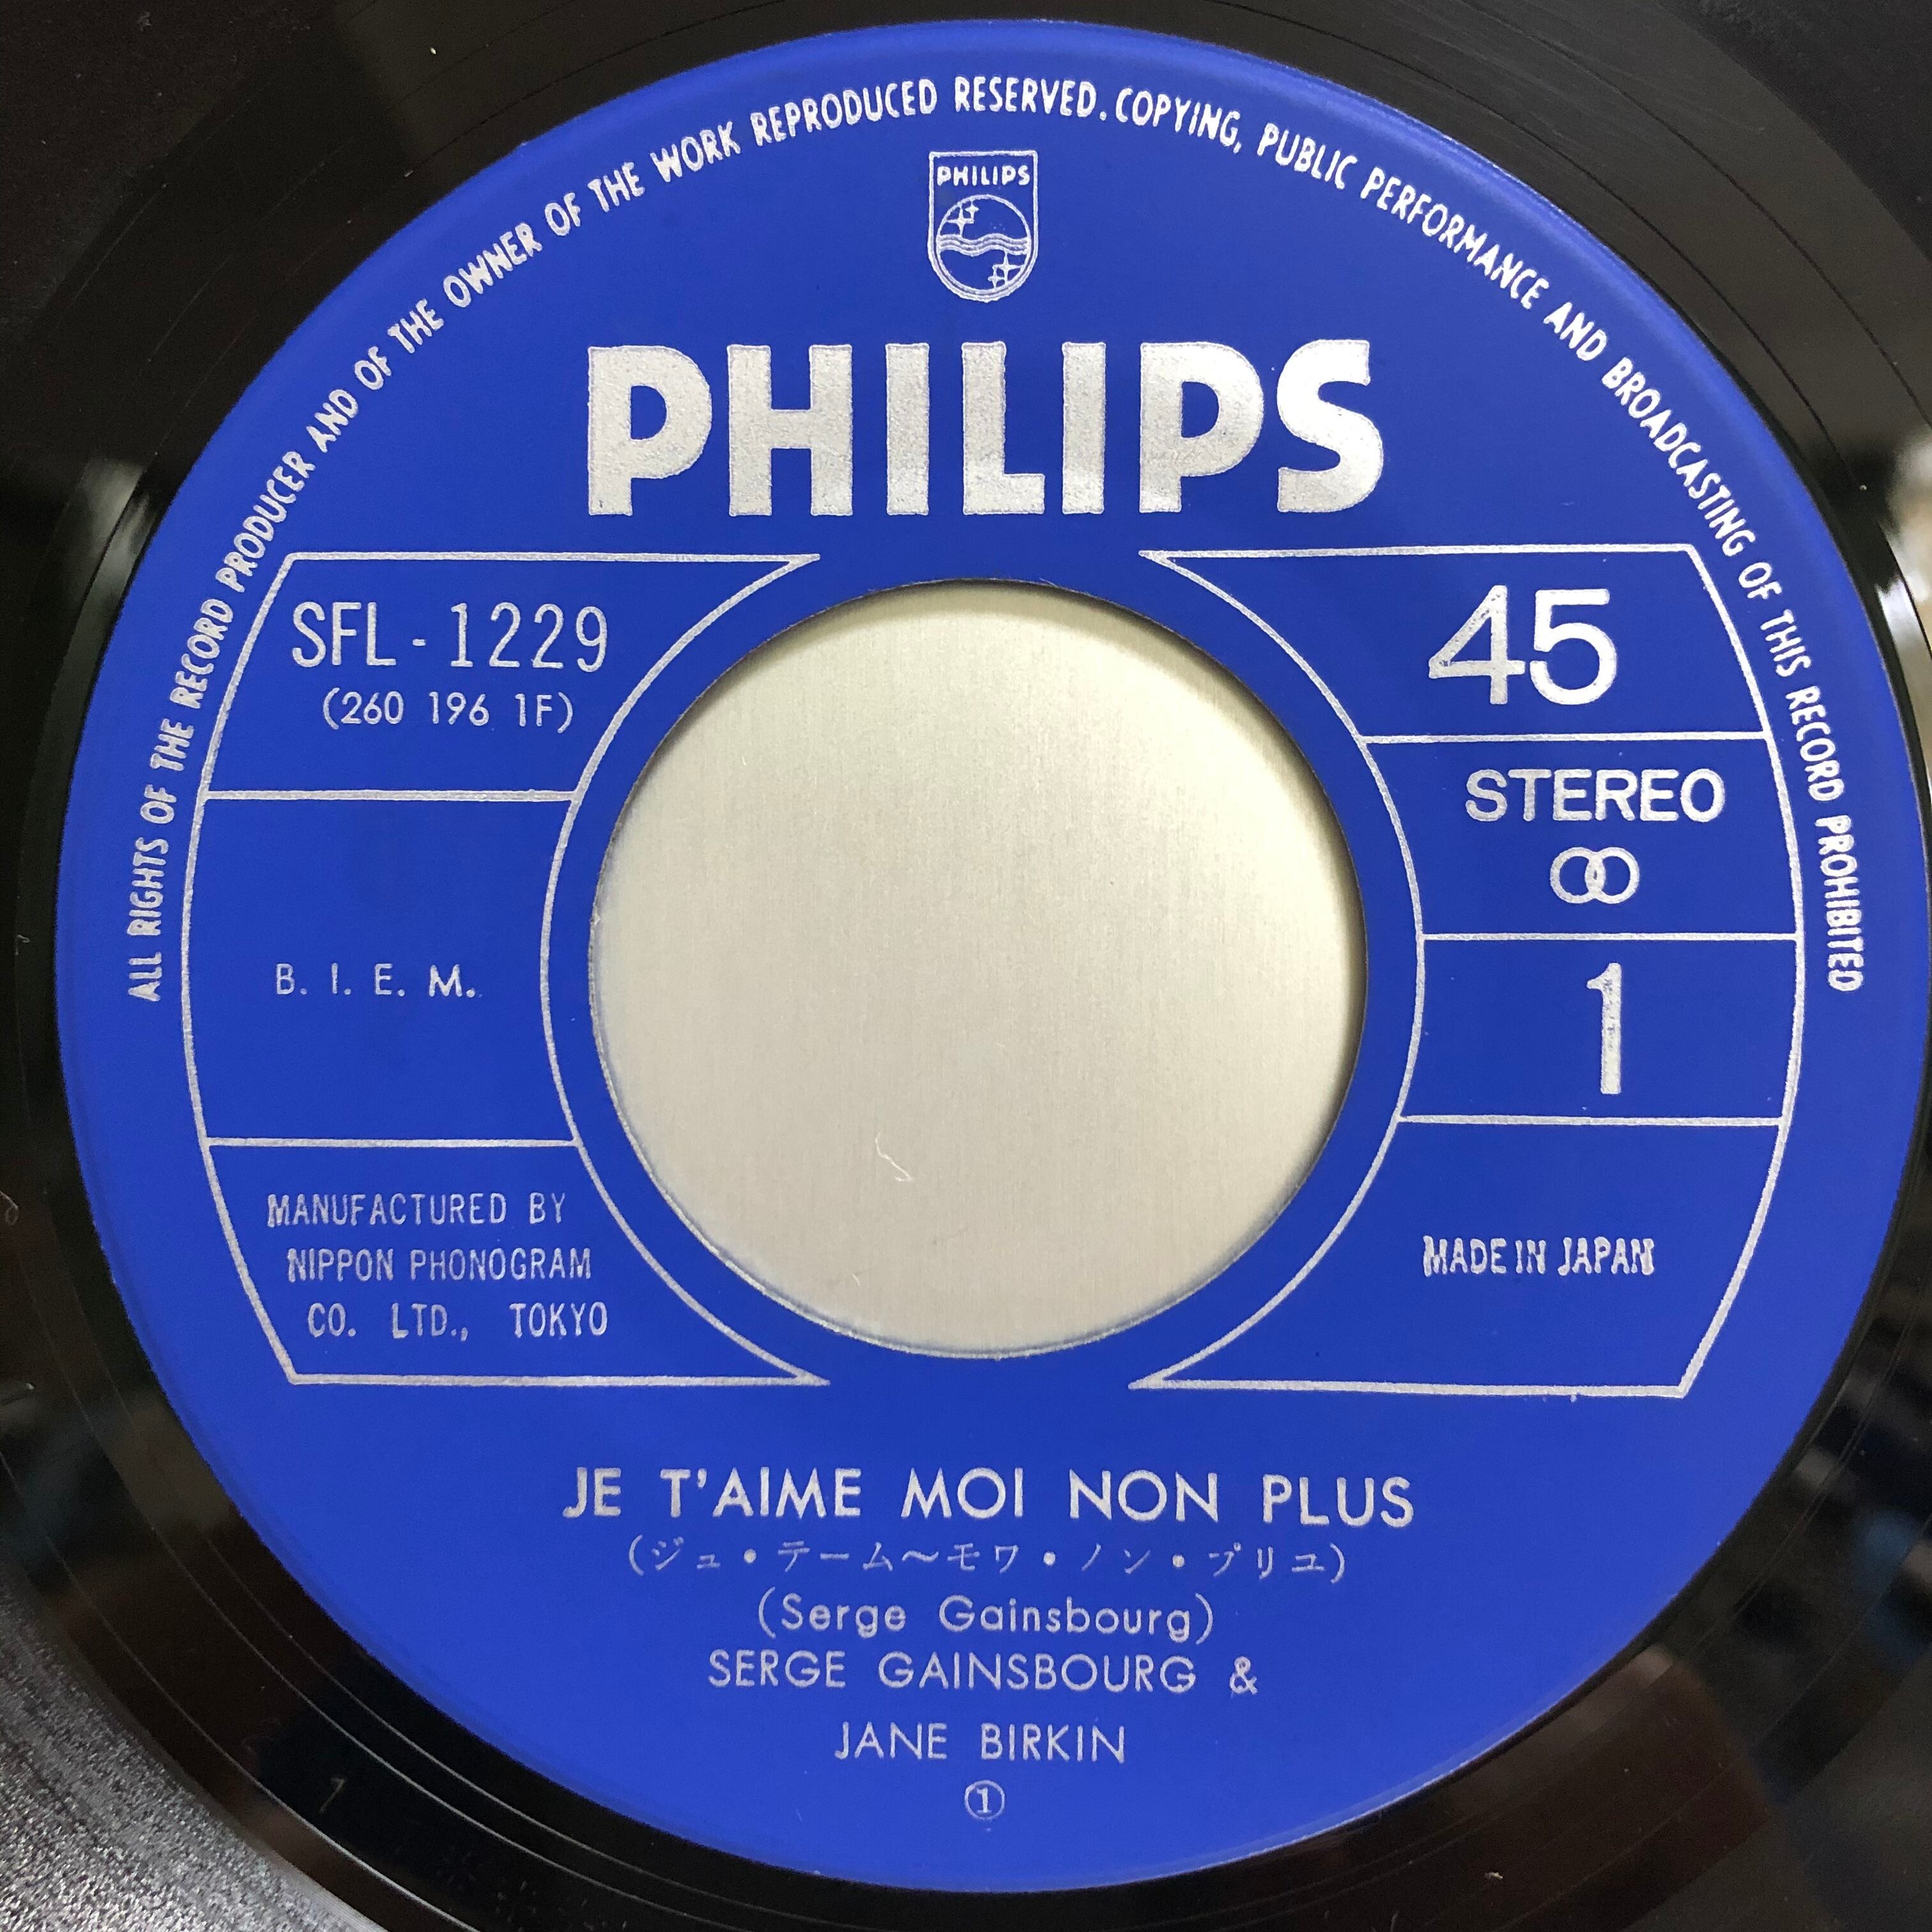 ALL RIGHTS OF THE RECORD PRODUCER AND OF THE OWNER OF THE WORK REPRODUCED RESERVED. COPYING, PUBLIC PERFORMANCE AND BROADCASTING OF THIS RECORD PROHIBITED
PHILIPS
PHILIPS
SFL-1229
(260 196 1F)
B. I. E. M.
MANUFACTURED BY
NIPPON PHONOGRAM
CO. LTD., TOKYO
45
STEREO
1
MADE IN JAPAN
JE T'AIME MOI NON PLUS
(ジュ・テーム〜モワ・ノン・プリユ)
(Serge Gainsbourg)
SERGE GAINSBOURG &
JANE BIRKIN
①